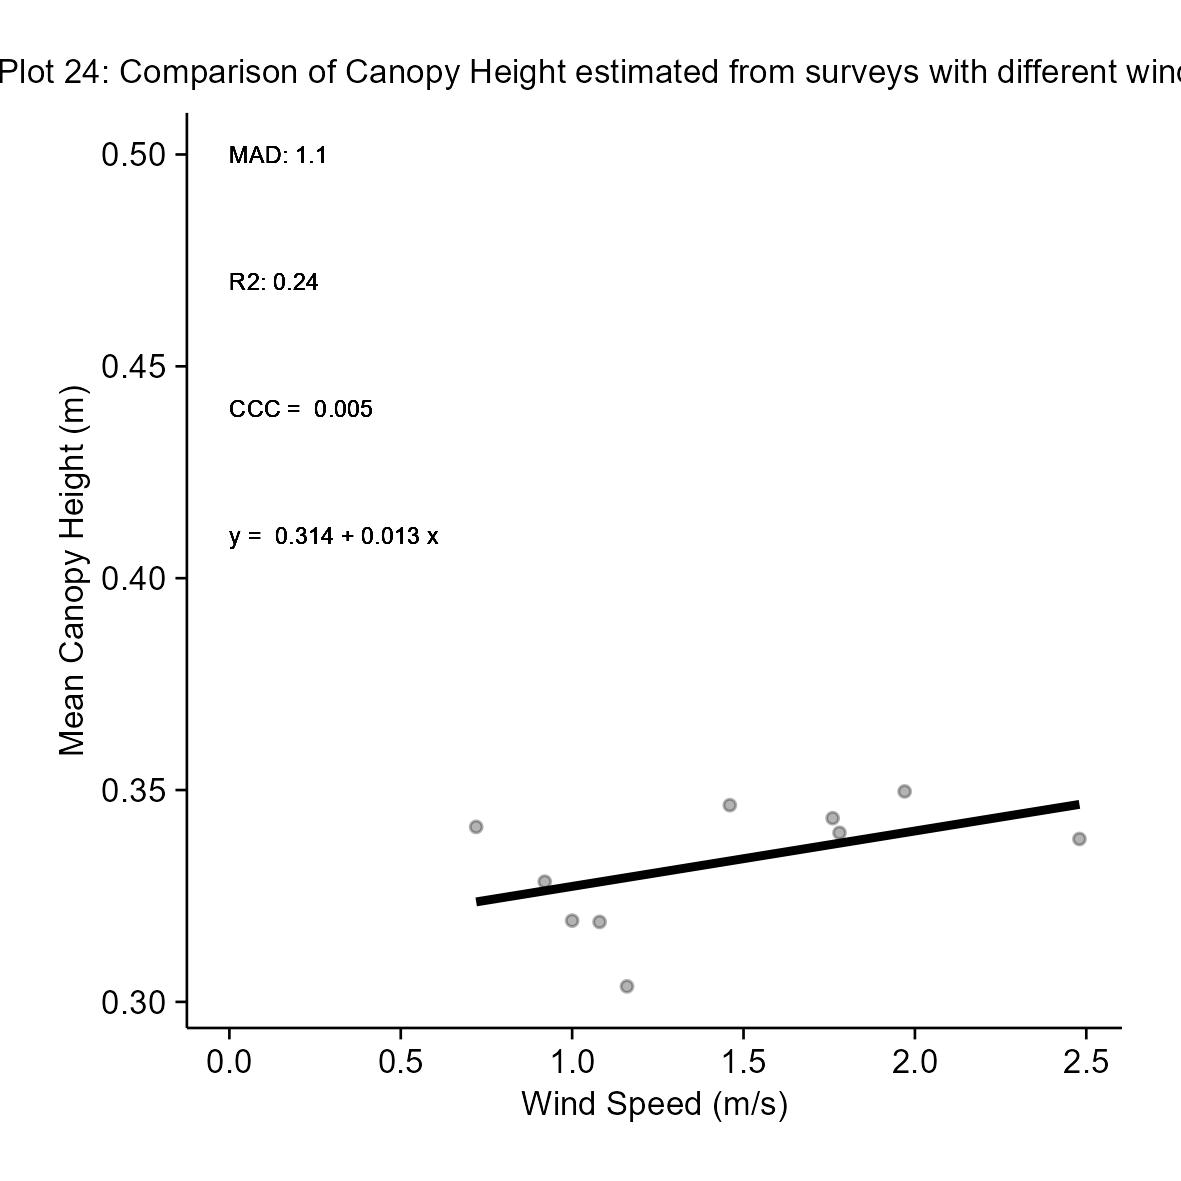 Plot 24: Comparison of Canopy Height estimated from surveys with different
0.50
MAD: 1.1
R2: 0.24
0.45
CCC =  0.005
y =  0.314 + 0.013 x
0.40
0.35
0.30
Mean Canopy Height (m)
0.0 0.5 1.0 1.5 2.0 2.5
Wind Speed (m/s)